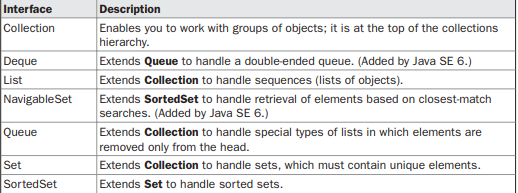 Interface Description
Collection Enables you to work with groups of objects; it is at the top of the collections
hierarchy.
Deque Extends Queue to handle a double-ended queue. (Added by Java SE 6.)
List Extends Collection to handle sequences (lists of objects).
NavigableSet Extends SortedSet to handle retrieval of elements based on closest-match
searches. (Added by Java SE 6.)
Queue Extends Collection to handle special types of lists in which elements are
removed only from the head.
Set Extends Collection to handle sets, which must contain unique elements.
SortedSet Extends Set to handle sorted sets.